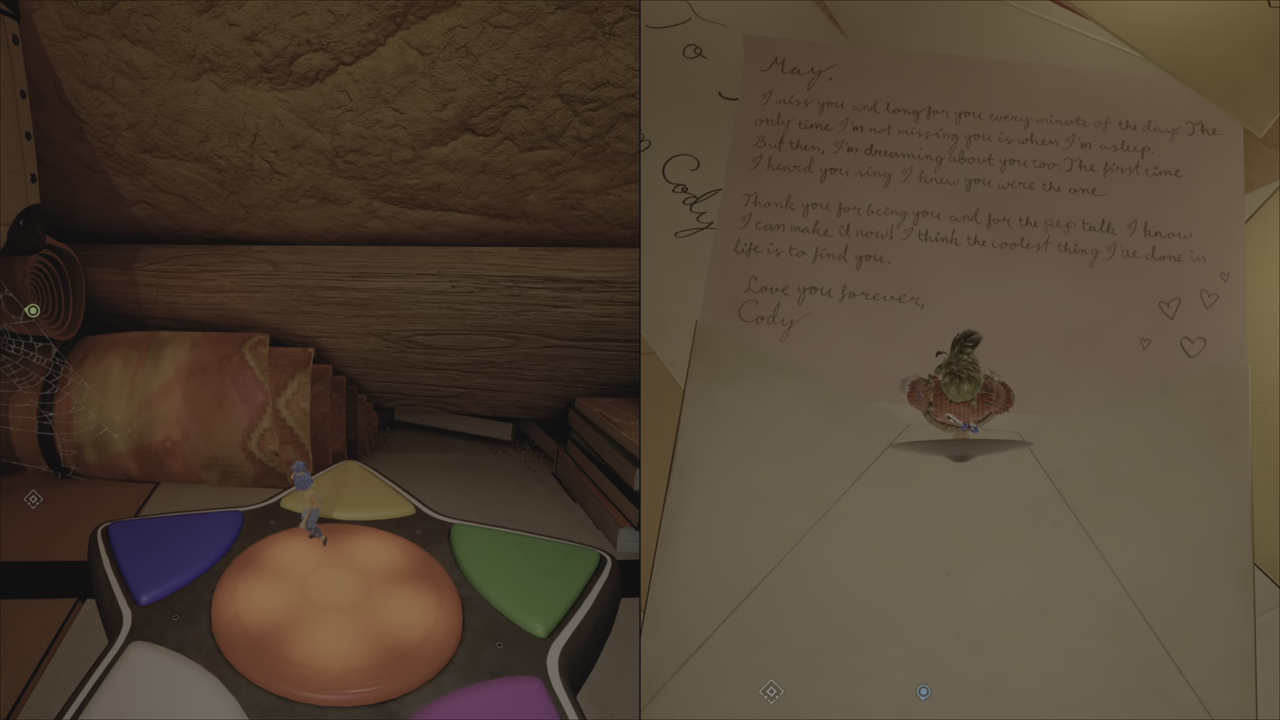 Cody
May,
I miss you and long for you every minute of the day. The
only time I'm not missing you is when I'm asleep.
But then, I'm dreaming about you too. The first time
I heard you sing I knew you were the one.
Thank you for being you and for the pep talk. I know
I can make it now! I think the coolest thing I've done in
life is to find you.
Love you forever,
Cody